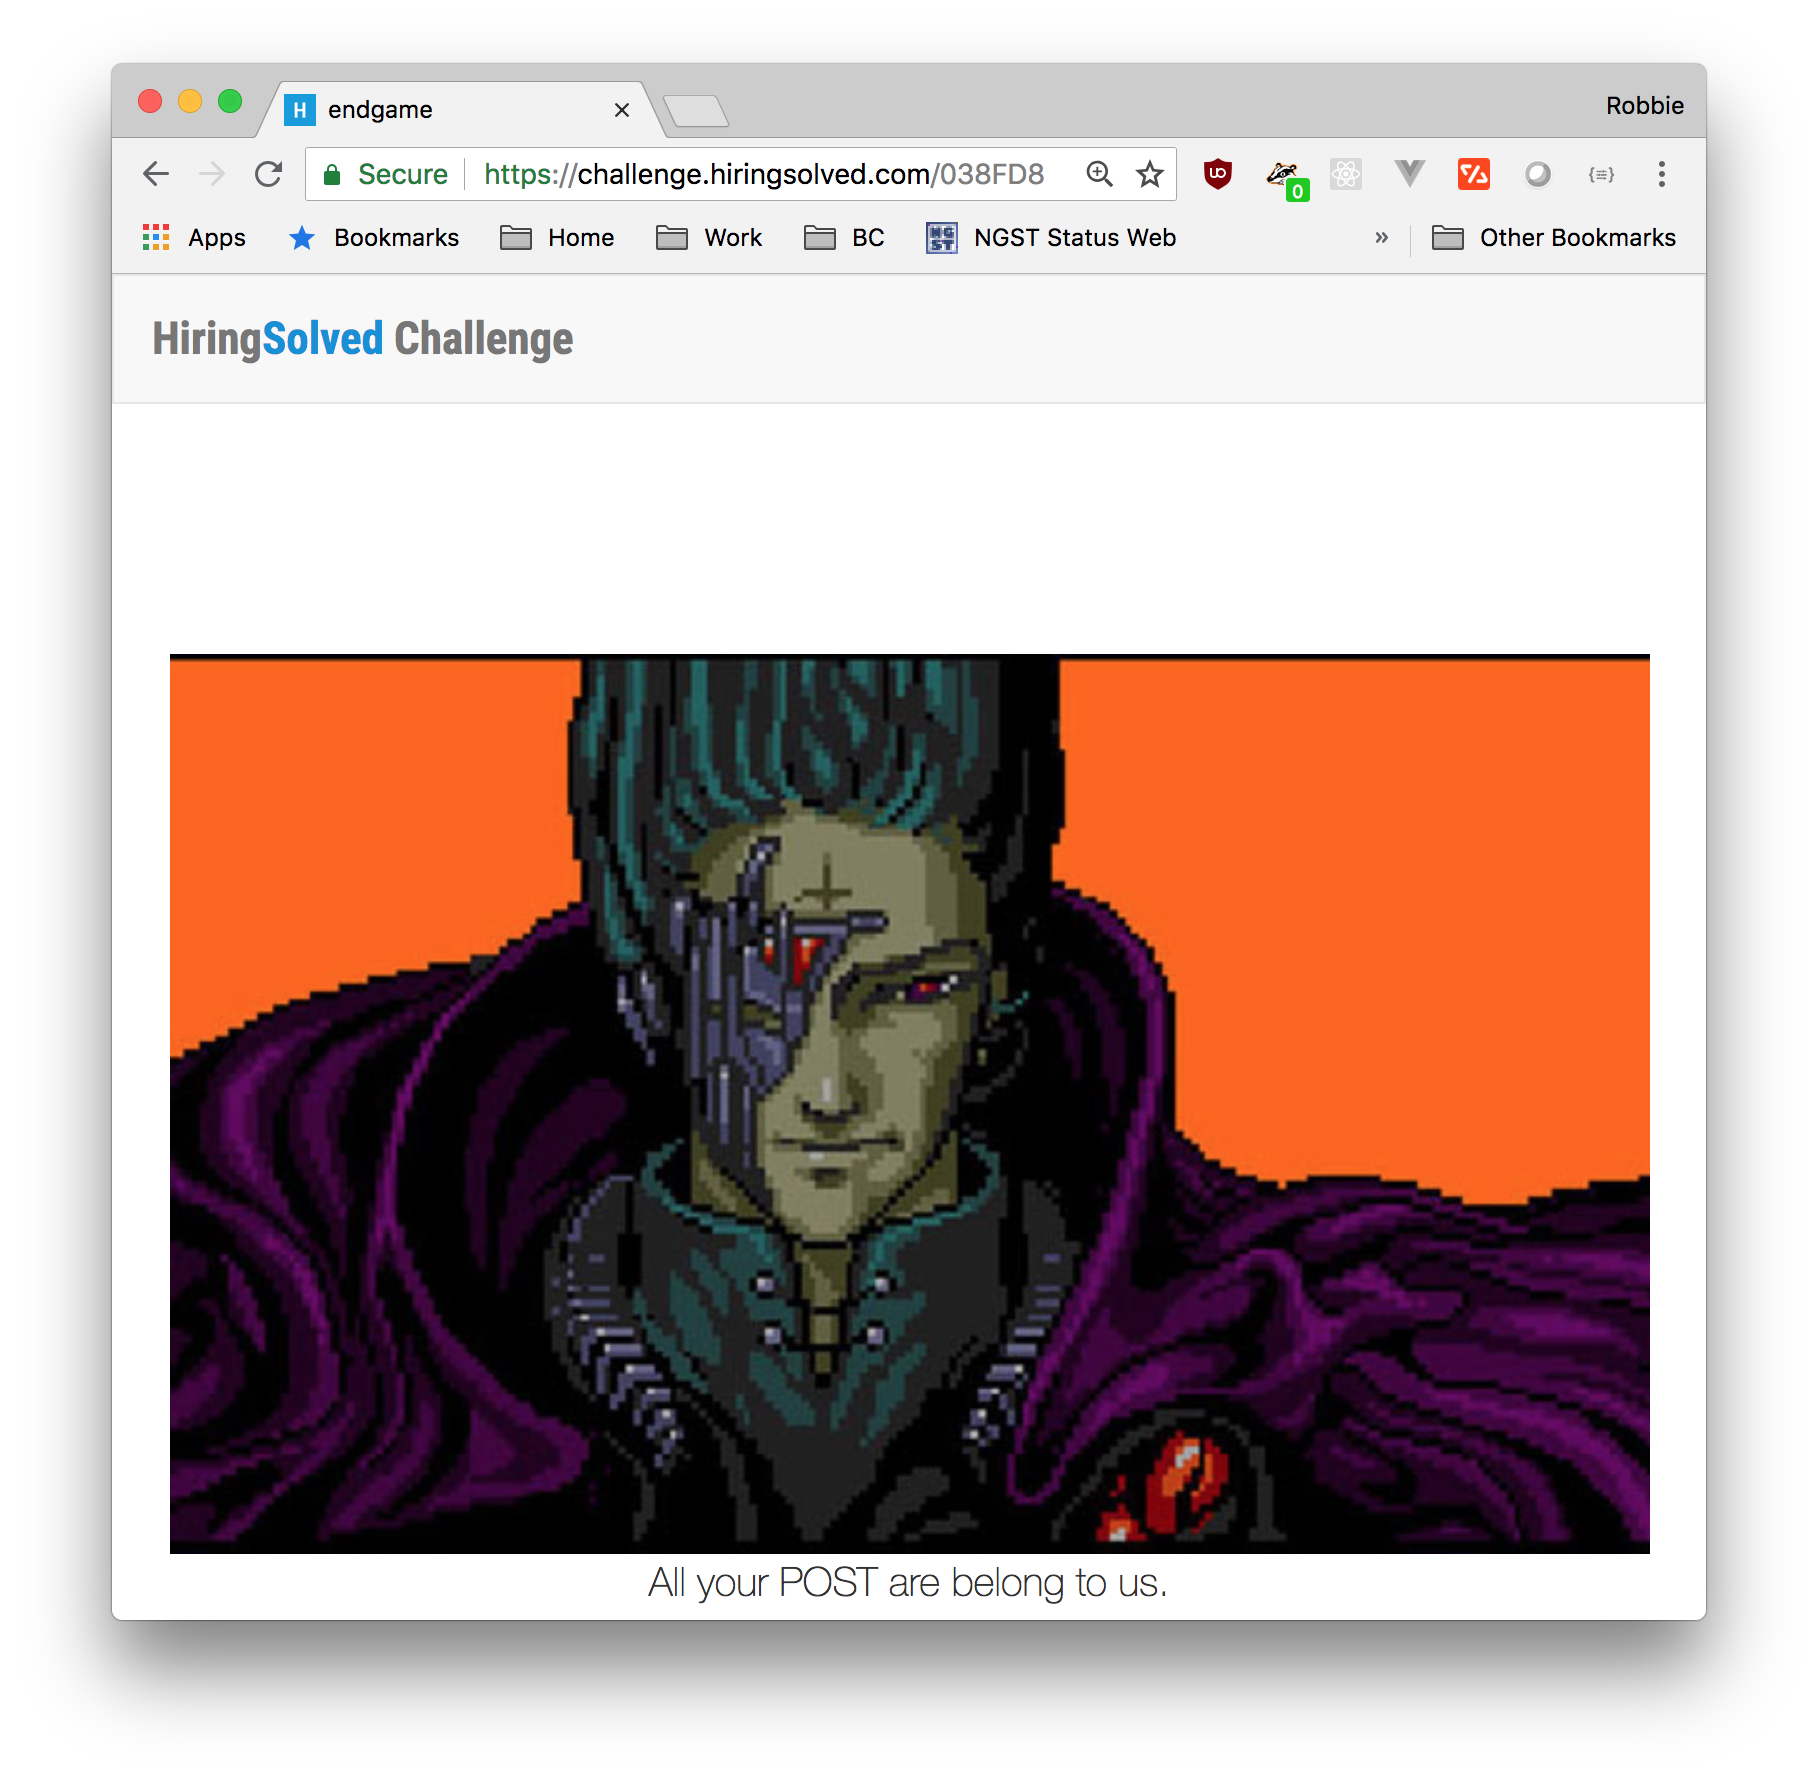 H endgame
Robbie
Secure https://challenge.hiringsolved.com/038FD8
0
Apps Bookmarks Home Work BC NGST Status Web » Other Bookmarks
HiringSolved Challenge
All your POST are belong to us.